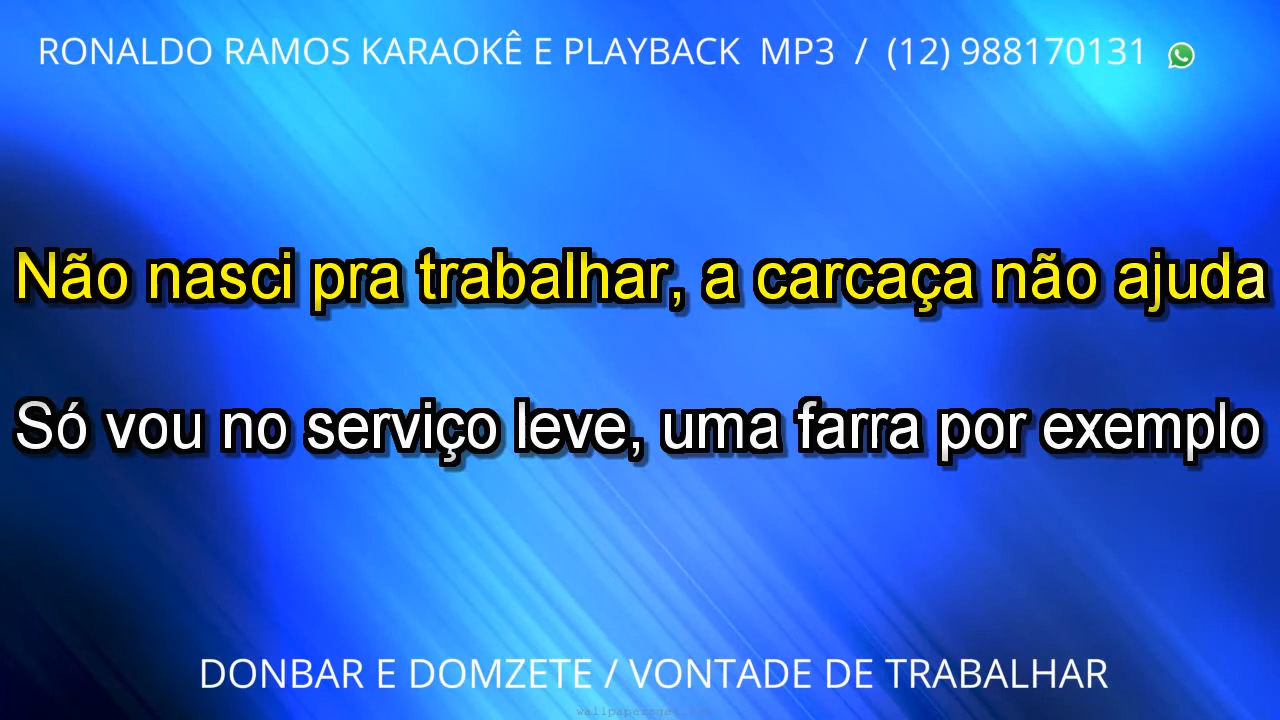 RONALDO RAMOS KARAOKÊ E PLAYBACK MP3 / (12) 988170131
Não nasci pra trabalhar, a carcaça não ajuda
Só vou no serviço leve, uma farra por exemplo
DONBAR E DOMZETE / VONTADE DE TRABALHAR